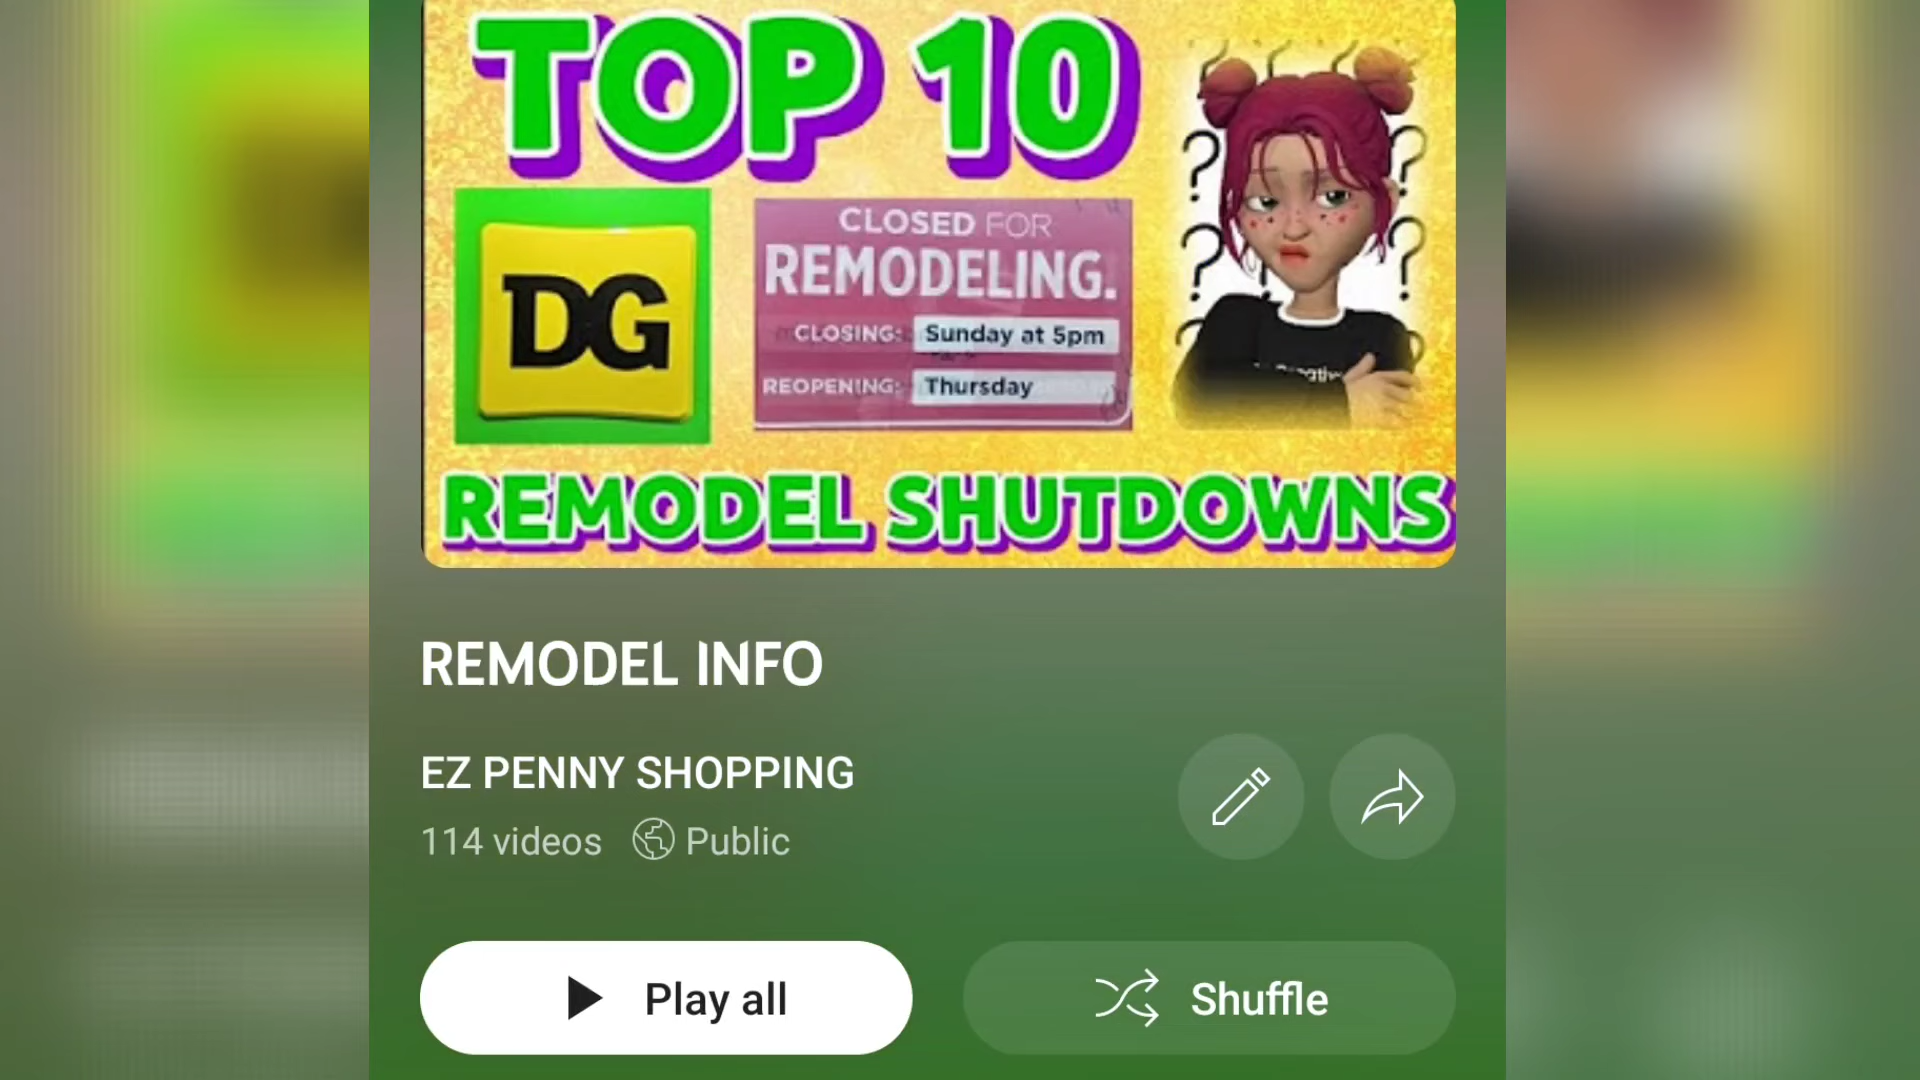 TOP 10
DG
CLOSED FOR
REMODELING.
CLOSING: Sunday at 5pm
REOPENING: Thursday
REMODEL SHUTDOWNS
REMODEL INFO
EZ PENNY SHOPPING
114 videos Public
Play all
Shuffle